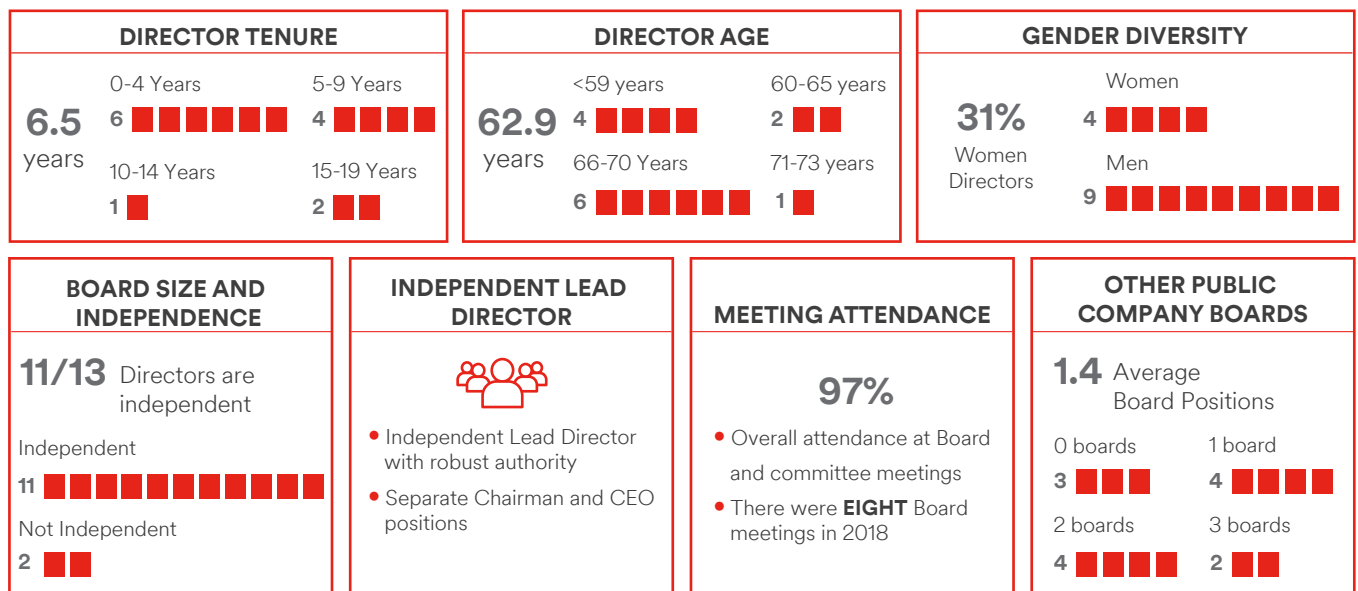 DIRECTOR TENURE
6.5
years
0-4 Years
6
5-9 Years
4
10-14 Years
1
15-19 Years
2
DIRECTOR AGE
62.9
years
<59 years
4
60-65 years
2
66-70 Years
6
71-73 years
1
GENDER DIVERSITY
31%
Women
Directors
Women
4
Men
9
BOARD SIZE AND
INDEPENDENCE
11/13 Directors are
independent
Independent
11
Not Independent
2
INDEPENDENT LEAD
DIRECTOR
• Independent Lead Director
with robust authority
• Separate Chairman and CEO
positions
MEETING ATTENDANCE
97%
• Overall attendance at Board
and committee meetings
• There were EIGHT Board
meetings in 2018
OTHER PUBLIC
COMPANY BOARDS
1.4 Average
Board Positions
0 boards
3
1 board
4
2 boards
4
3 boards
2